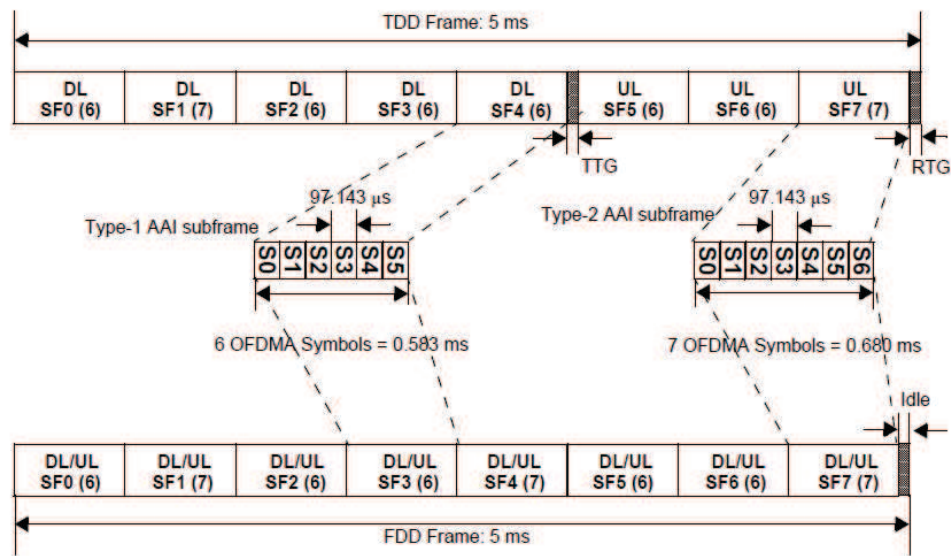 TDD Frame: 5 ms
DL DL DL DL DL UL UL UL
SF0 (6) SF1 (7) SF2 (6) SF3 (6) SF4 (6) SF5 (6) SF6 (6) SF7 (7)
TTG RTG
97.143 μs 97.143 μs
Type-1 AAI subframe Type-2 AAI subframe
S0 S1 S2 S3 S4 S5 S0 S1 S2 S3 S4 S5 S6
6 OFDMA Symbols = 0.583 ms 7 OFDMA Symbols = 0.680 ms
Idle
DL/UL DL/UL DL/UL DL/UL DL/UL DL/UL DL/UL DL/UL
SF0 (6) SF1 (7) SF2 (6) SF3 (6) SF4 (7) SF5 (6) SF6 (6) SF7 (7)
FDD Frame: 5 ms